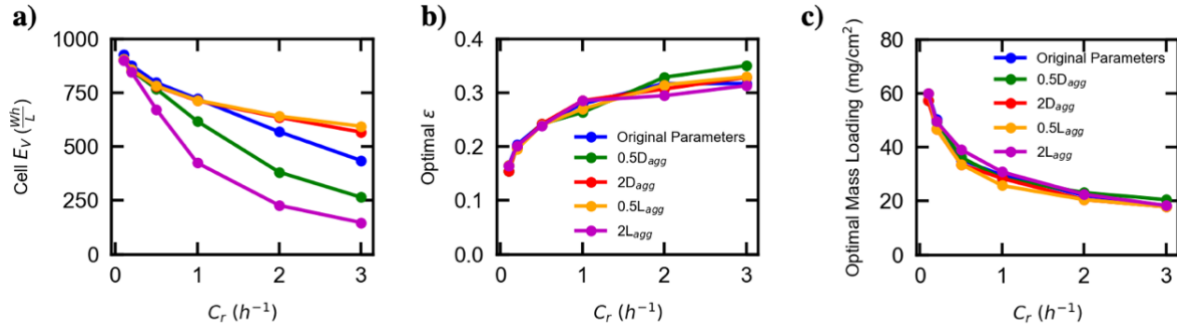 a)
1000
750
500
250
0
Cell E_V (Wh/L)
0 1 2 3
C_r (h⁻¹)
b)
0.4
0.3
0.2
0.1
0.0
Optimal ε
Original Parameters
0.5D_agg
2D_agg
0.5L_agg
2L_agg
0 1 2 3
C_r (h⁻¹)
c)
80
60
40
20
0
Optimal Mass Loading (mg/cm²)
Original Parameters
0.5D_agg
2D_agg
0.5L_agg
2L_agg
0 1 2 3
C_r (h⁻¹)